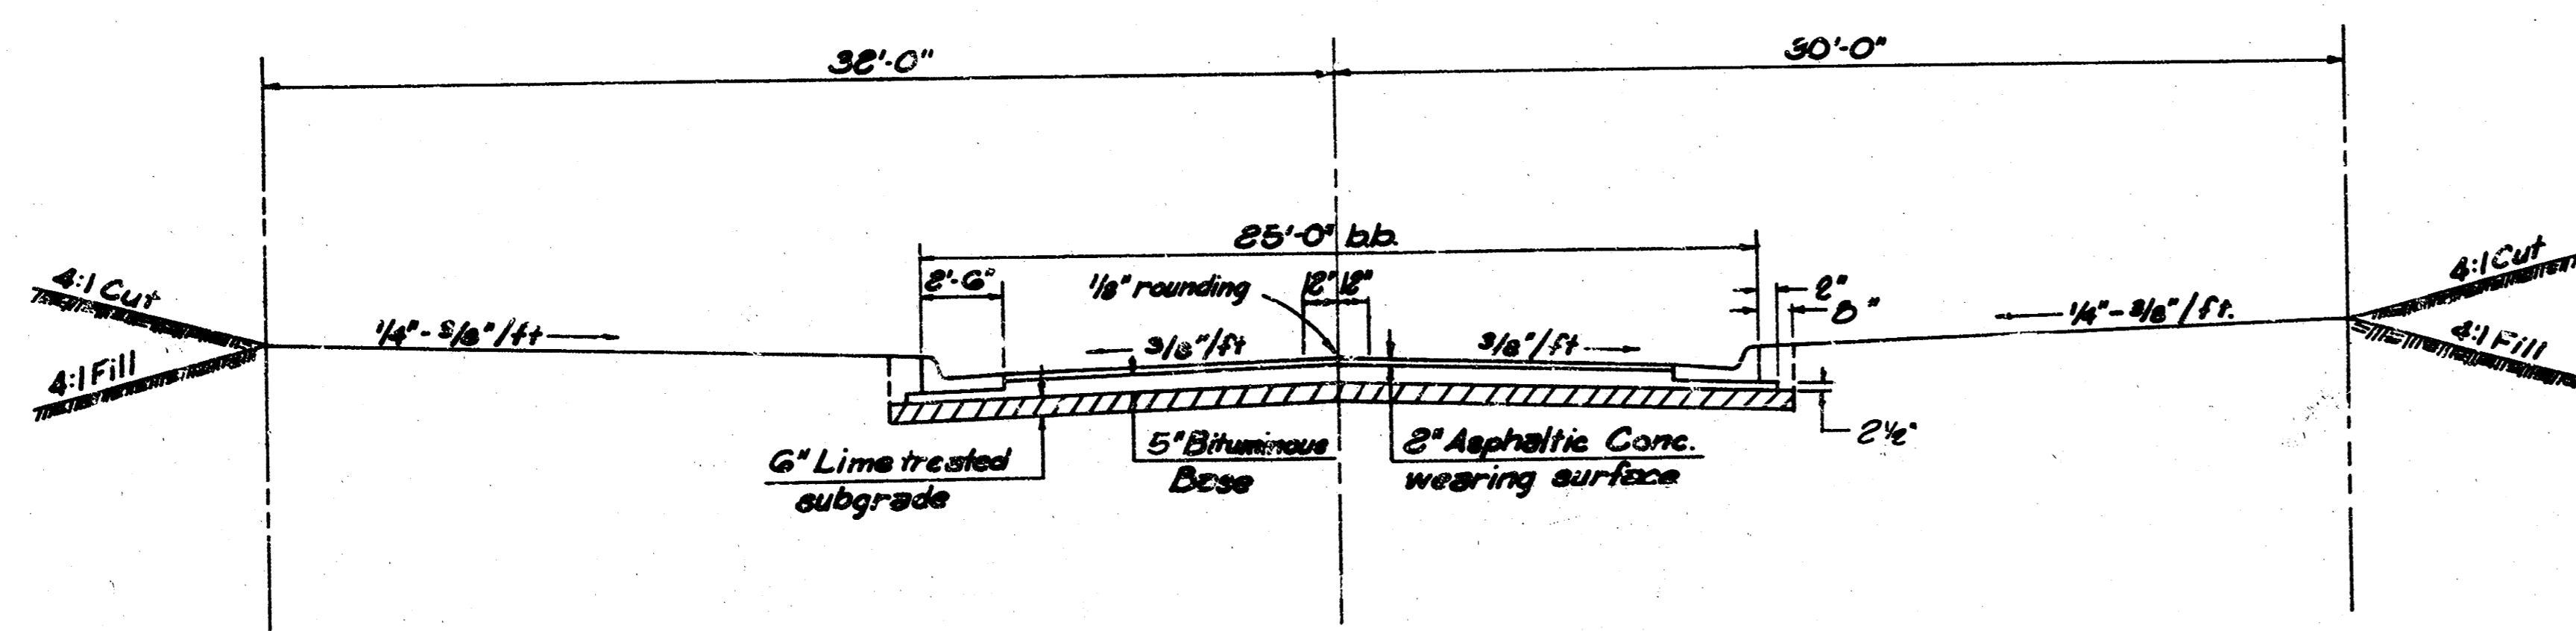 32'-0"
30'-0"
25'-0" b.b.
2'-6"
1/8" rounding
12" 12"
2"
8"
4:1 Cut
4:1 Fill
1/4" - 3/8" / ft
3/8" / ft
3/8" / ft
1/4" - 3/8" / ft.
4:1 Cut
4:1 Fill
2½"
6" Lime treated
subgrade
5" Bituminous
Base
2" Asphaltic Conc.
wearing surface